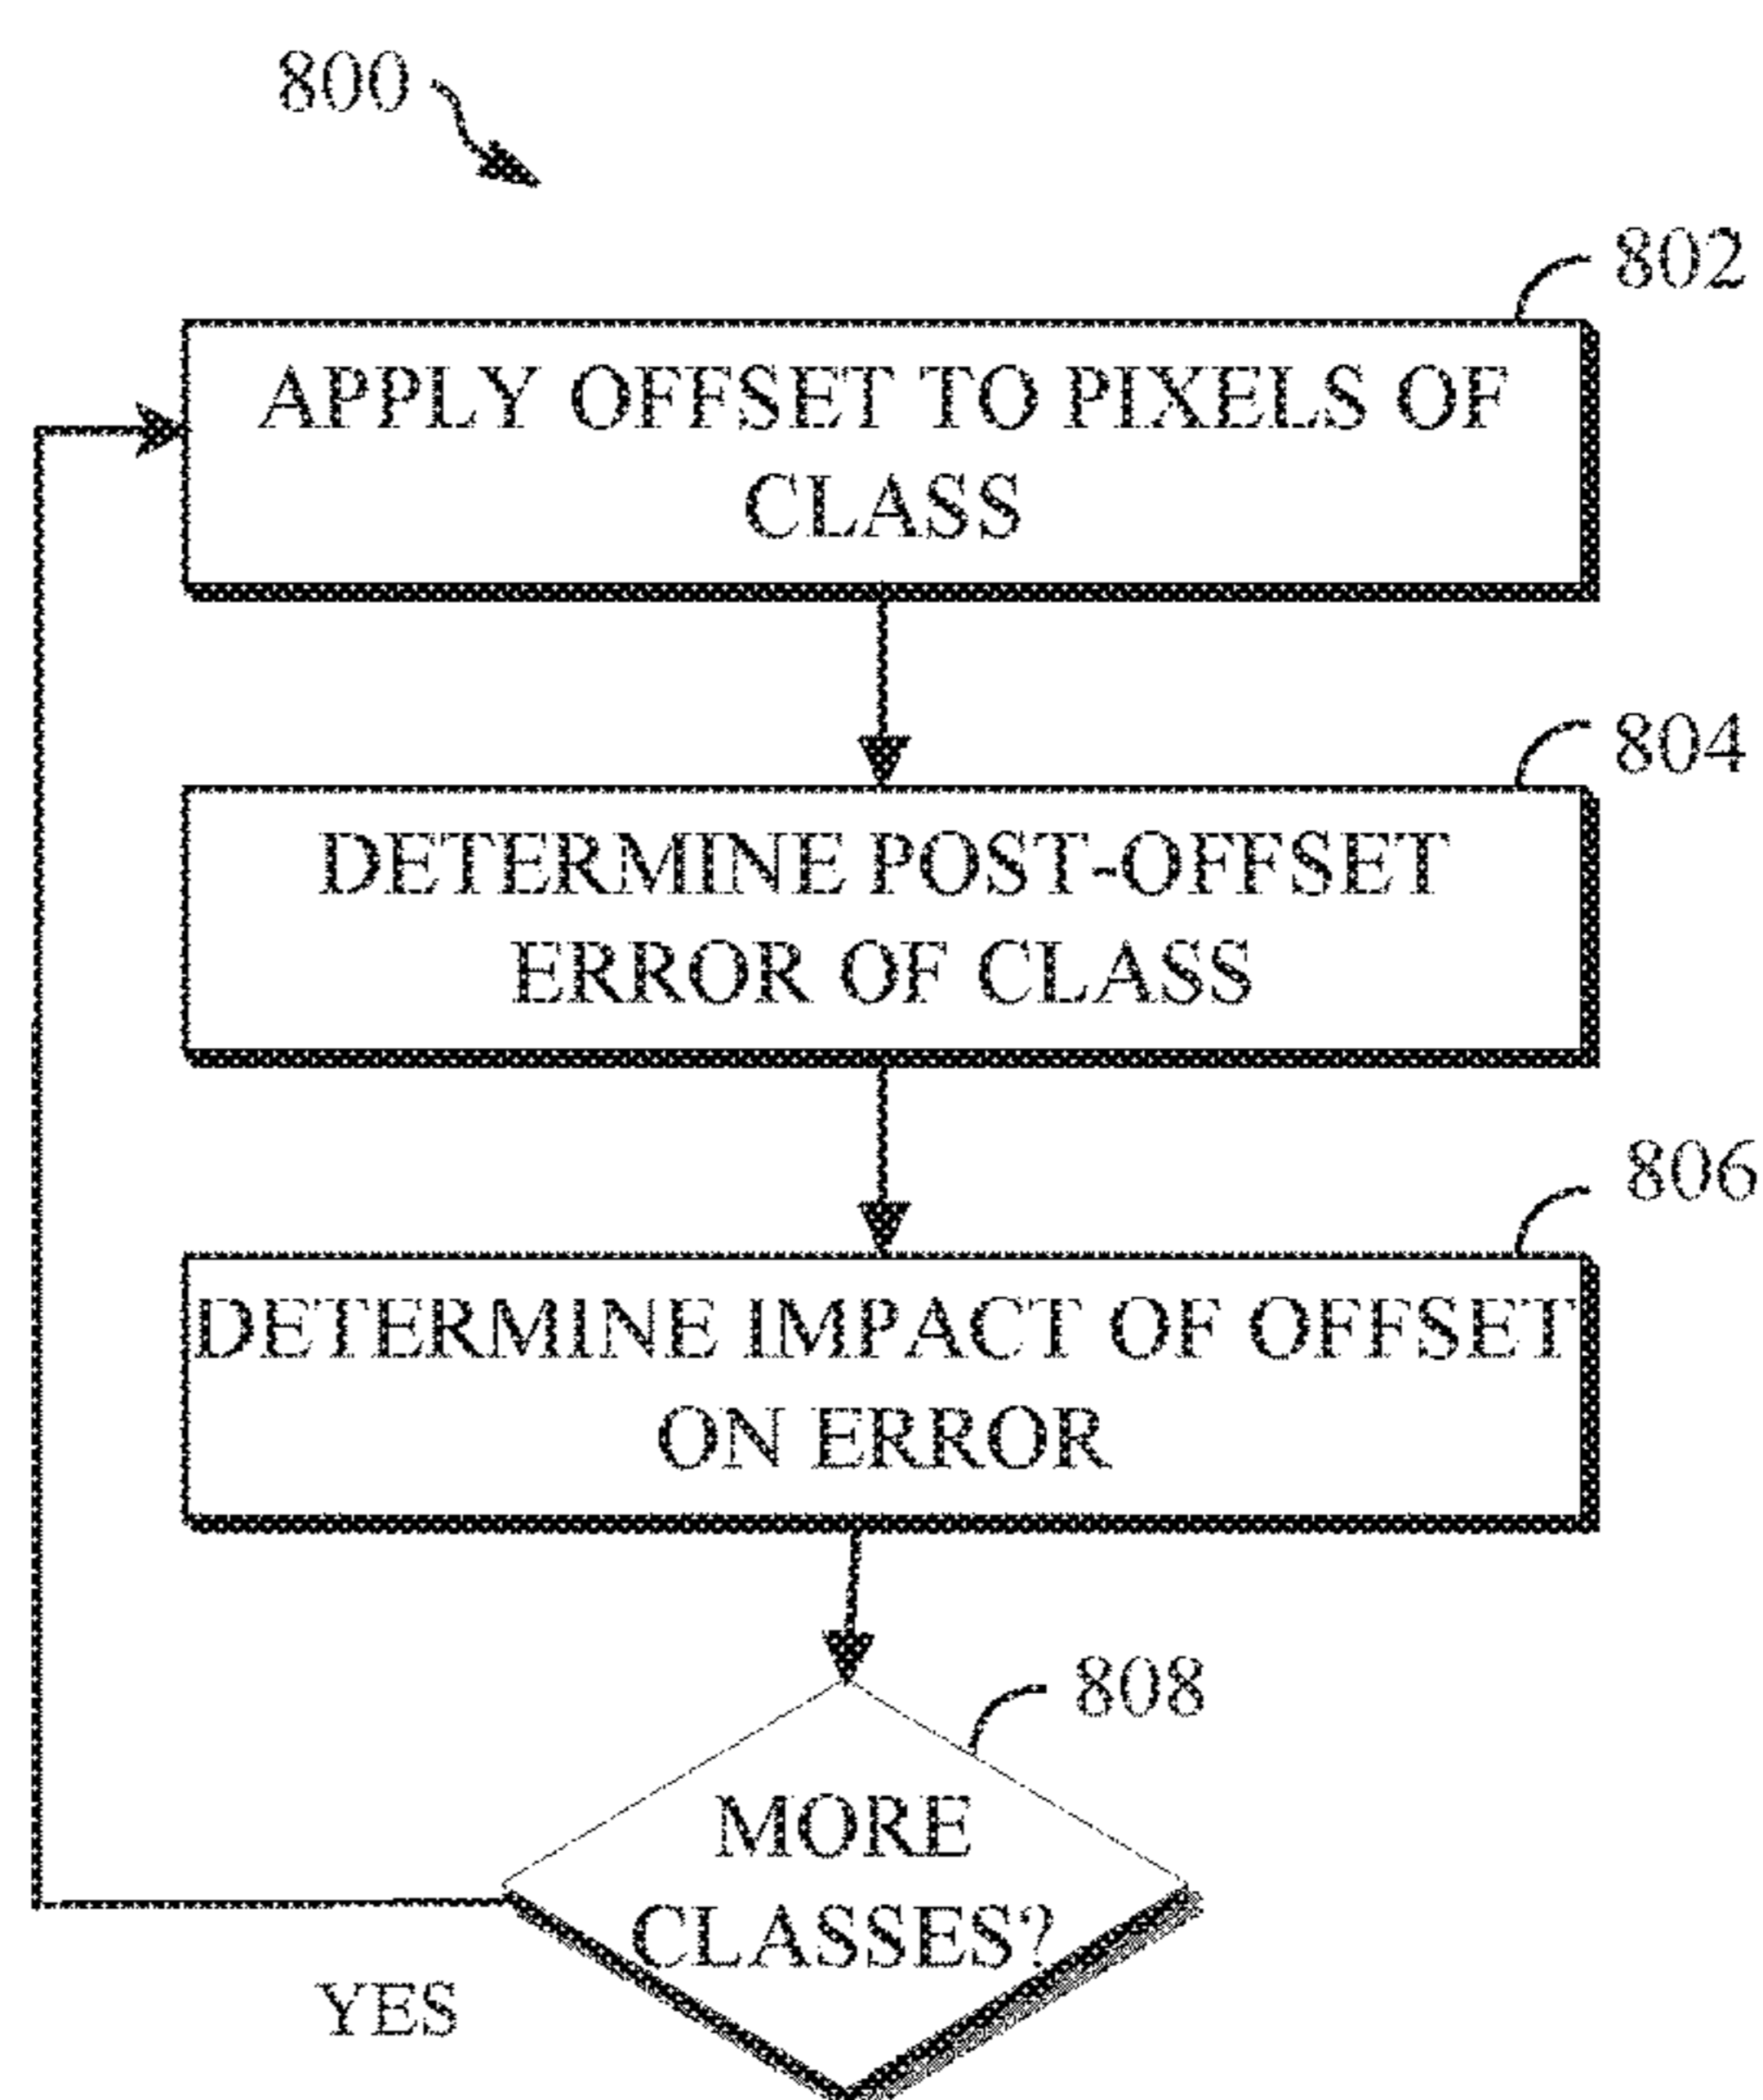 800
802
APPLY OFFSET TO PIXELS OF
CLASS
804
DETERMINE POST-OFFSET
ERROR OF CLASS
806
DETERMINE IMPACT OF OFFSET
ON ERROR
808
MORE
CLASSES?
YES